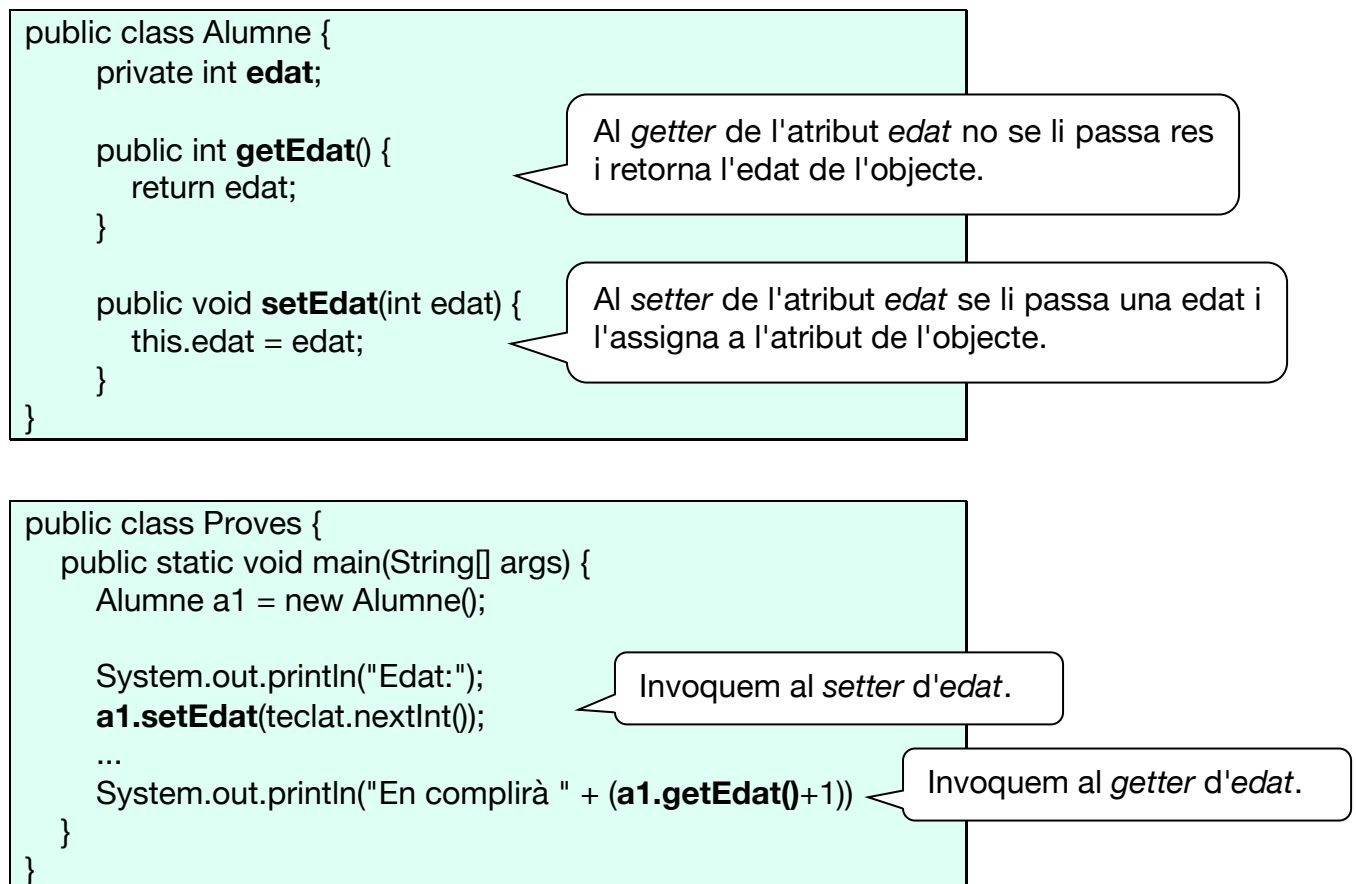 public class Alumne {
private int edat;
public int getEdat() {
return edat;
}
Al getter de l'atribut edat no se li passa res
i retorna l'edat de l'objecte.
public void setEdat(int edat) {
this.edat = edat;
}
}
Al setter de l'atribut edat se li passa una edat i
l'assigna a l'atribut de l'objecte.
public class Proves {
public static void main(String[] args) {
Alumne a1 = new Alumne();
System.out.println("Edat:");
a1.setEdat(teclat.nextInt());
Invoquem al setter d'edat.
...
System.out.println("En complirà " + (a1.getEdat()+1))
Invoquem al getter d'edat.
}
}